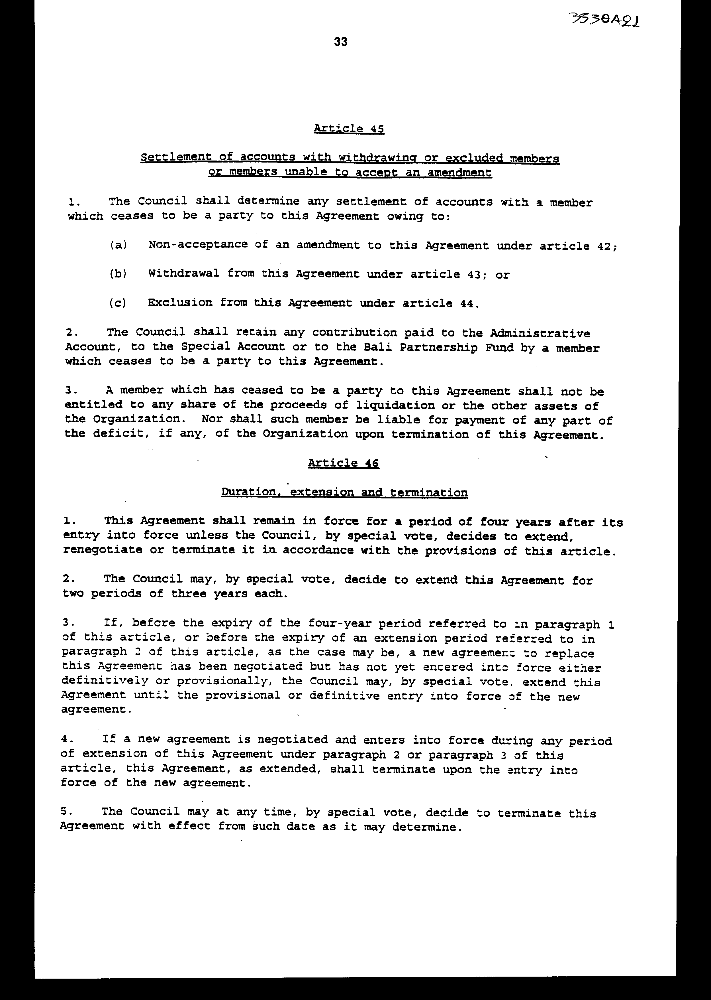 3530A21
33
Article 45
Settlement of accounts with withdrawing or excluded members
or members unable to accept an amendment
1. The Council shall determine any settlement of accounts with a member
which ceases to be a party to this Agreement owing to:
(a) Non-acceptance of an amendment to this Agreement under article 42;
(b) Withdrawal from this Agreement under article 43; or
(c) Exclusion from this Agreement under article 44.
2. The Council shall retain any contribution paid to the Administrative
Account, to the Special Account or to the Bali Partnership Fund by a member
which ceases to be a party to this Agreement.
3. A member which has ceased to be a party to this Agreement shall not be
entitled to any share of the proceeds of liquidation or the other assets of
the Organization. Nor shall such member be liable for payment of any part of
the deficit, if any, of the Organization upon termination of this Agreement.
Article 46
Duration, extension and termination
1. This Agreement shall remain in force for a period of four years after its
entry into force unless the Council, by special vote, decides to extend,
renegotiate or terminate it in accordance with the provisions of this article.
2. The Council may, by special vote, decide to extend this Agreement for
two periods of three years each.
3. If, before the expiry of the four-year period referred to in paragraph 1
of this article, or before the expiry of an extension period referred to in
paragraph 2 of this article, as the case may be, a new agreement to replace
this Agreement has been negotiated but has not yet entered into force either
definitively or provisionally, the Council may, by special vote, extend this
Agreement until the provisional or definitive entry into force of the new
agreement.
4. If a new agreement is negotiated and enters into force during any period
of extension of this Agreement under paragraph 2 or paragraph 3 of this
article, this Agreement, as extended, shall terminate upon the entry into
force of the new agreement.
5. The Council may at any time, by special vote, decide to terminate this
Agreement with effect from such date as it may determine.